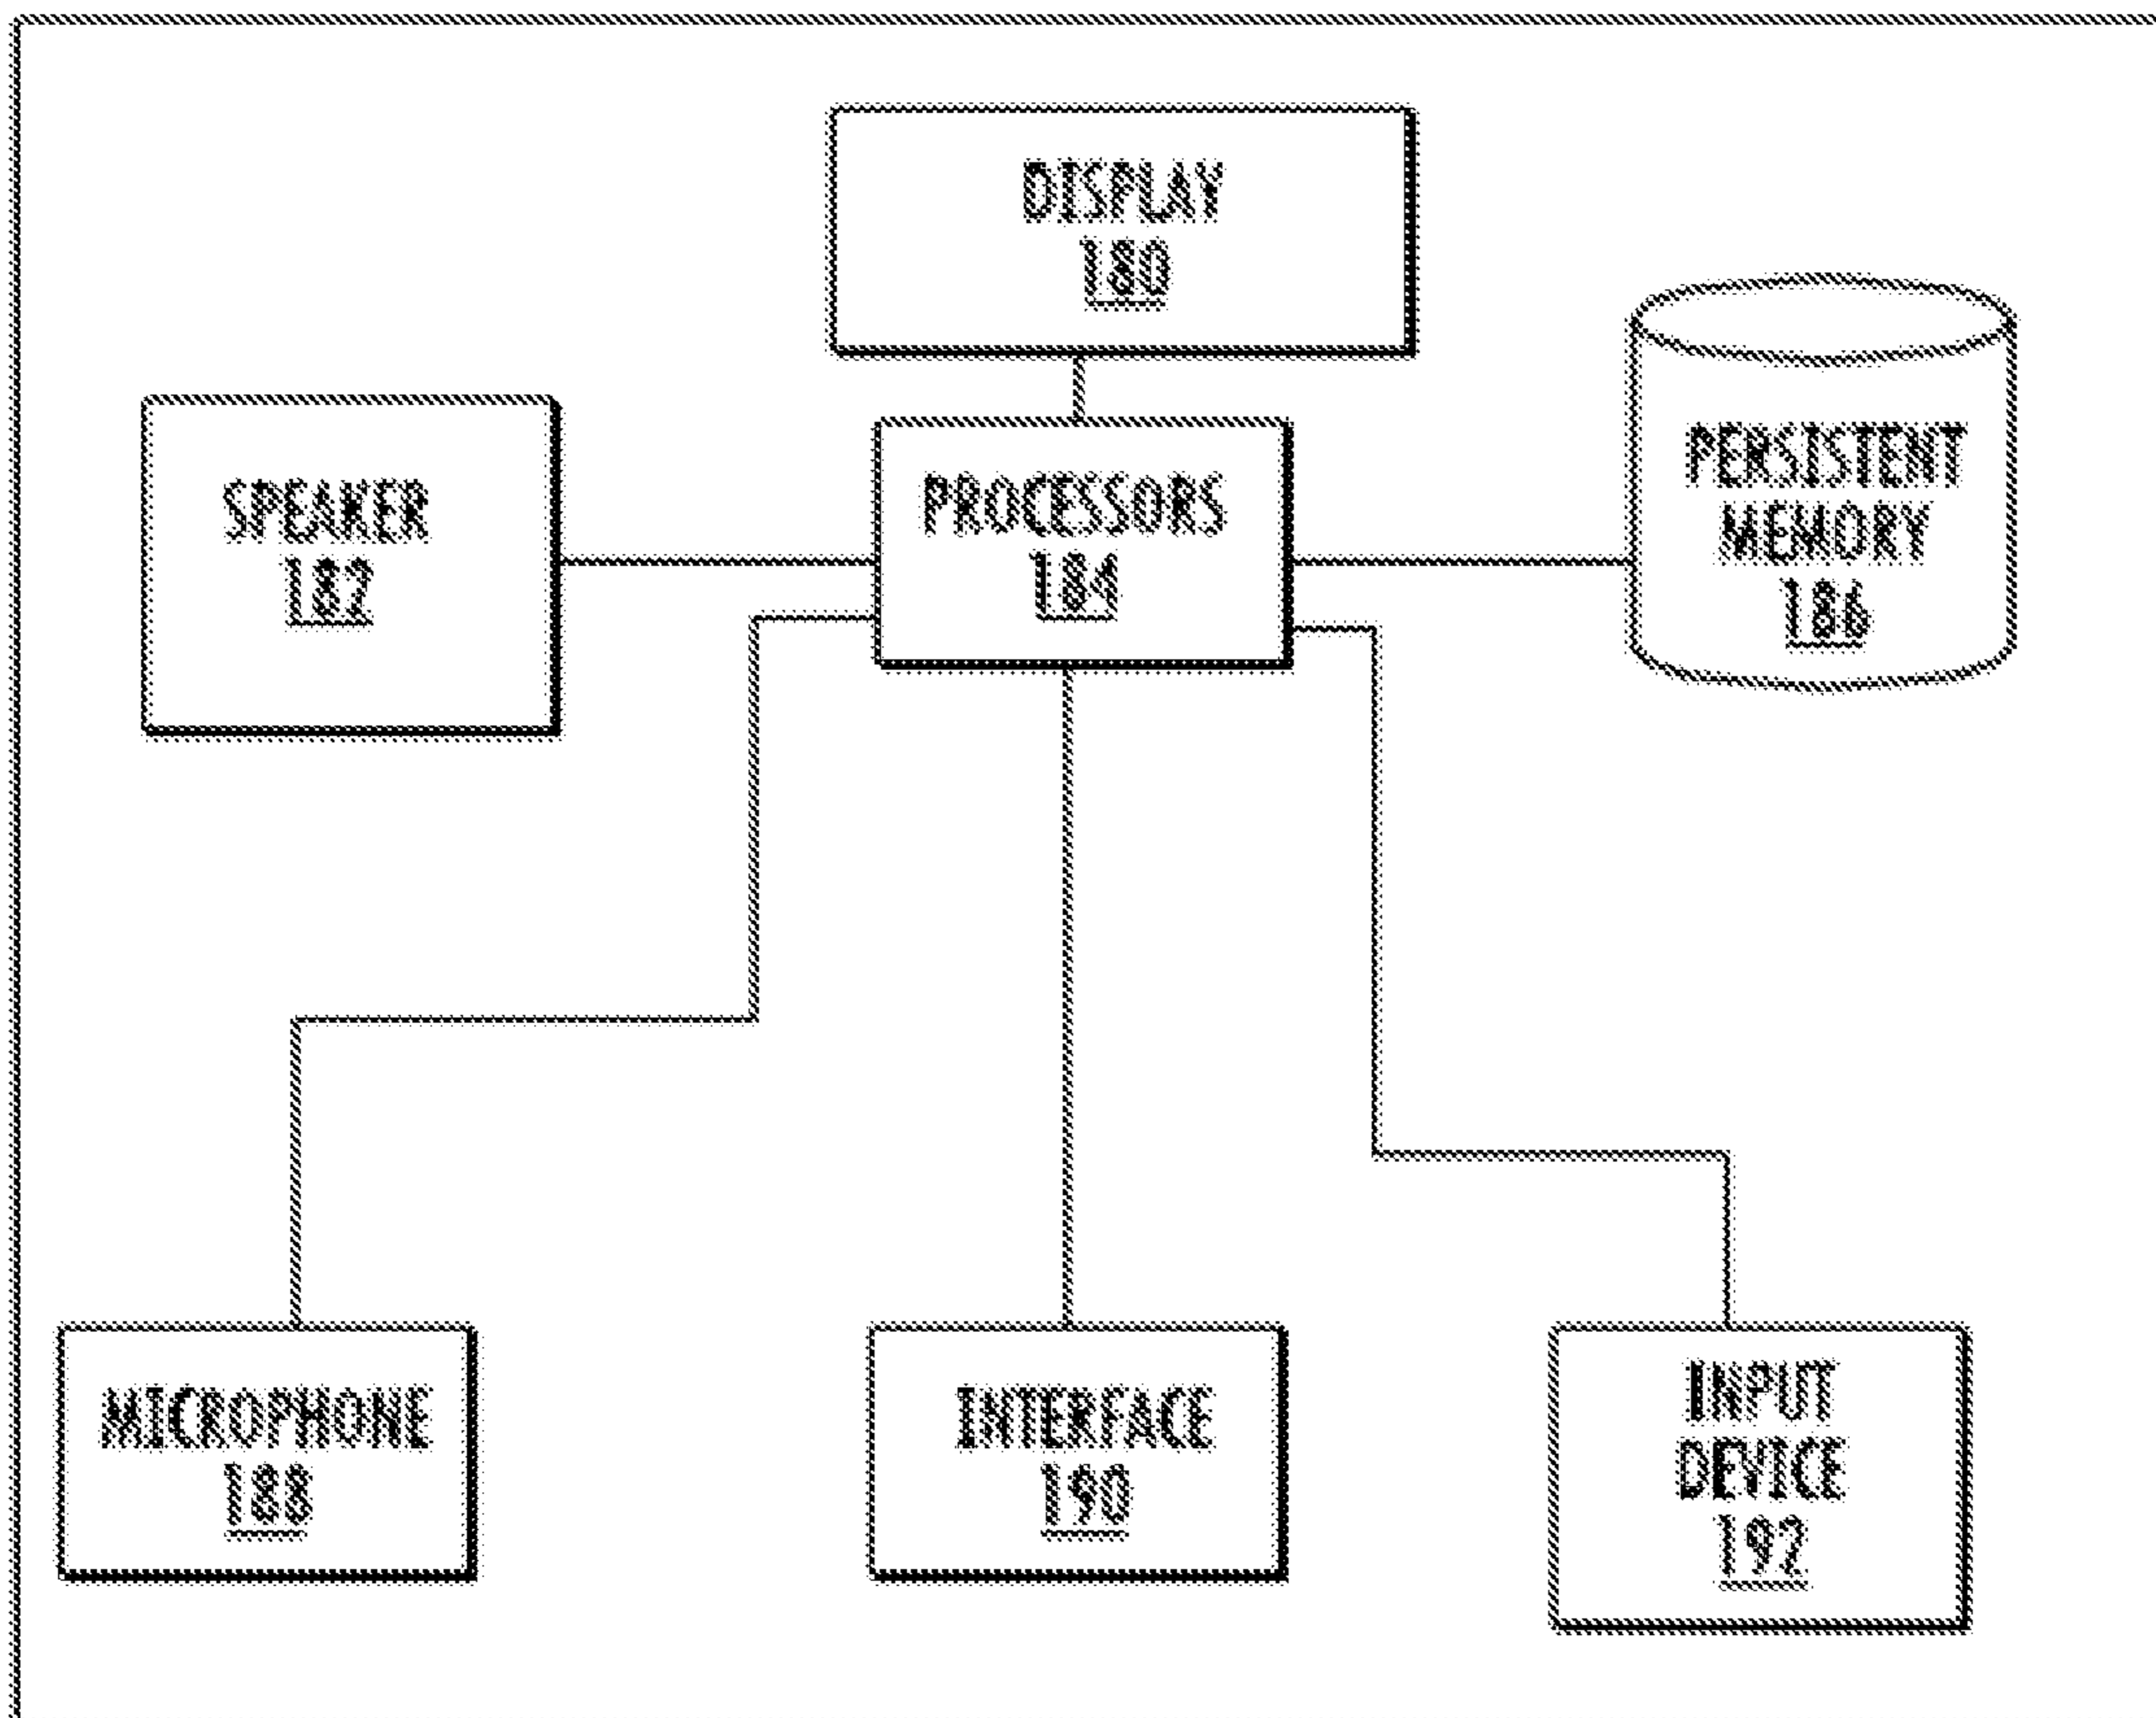 DISPLAY
180
SPEAKER
182
PROCESSORS
184
PERSISTENT
MEMORY
186
MICROPHONE
188
INTERFACE
190
INPUT
DEVICE
192